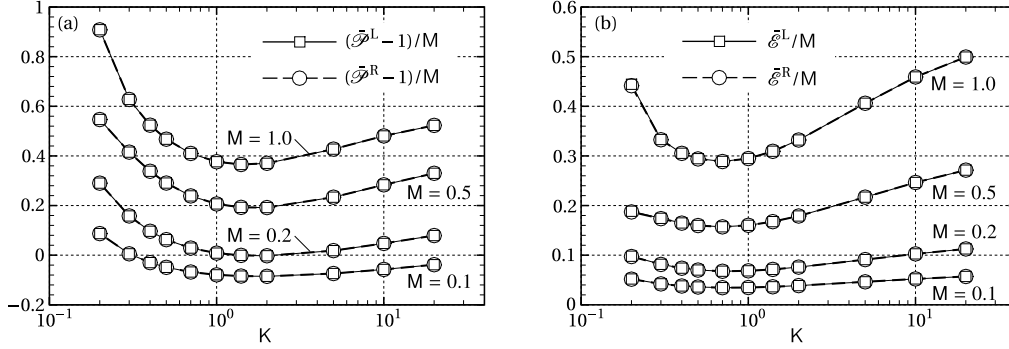 (a)
1
0.8
0.6
0.4
0.2
0
−0.2
(𝒫̄ᴸ − 1)/M
(𝒫̄ᴿ − 1)/M
M = 1.0
M = 0.5
M = 0.2
M = 0.1
10⁻¹ 10⁰ 10¹
K
(b)
0.6
0.5
0.4
0.3
0.2
0.1
0
ℰ̄ᴸ/M
ℰ̄ᴿ/M
M = 1.0
M = 0.5
M = 0.2
M = 0.1
10⁻¹ 10⁰ 10¹
K